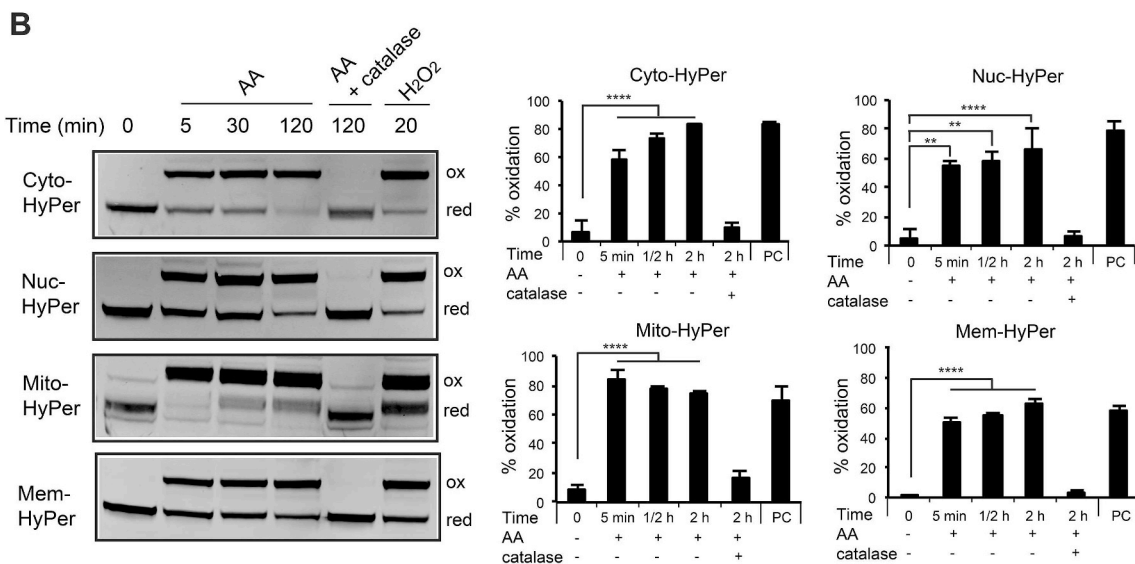 B
AA
AA + catalase
H2O2
Time (min) 0 5 30 120 120 20
Cyto-HyPer
ox
red
Nuc-HyPer
ox
red
Mito-HyPer
ox
red
Mem-HyPer
ox
red
Cyto-HyPer
% oxidation
100
80
60
40
20
0
****
Time 0 5 min 1/2 h 2 h 2 h PC
AA - + + + +
catalase - - - - +
Nuc-HyPer
% oxidation
100
80
60
40
20
0
****
**
**
Time 0 5 min 1/2 h 2 h 2 h PC
AA - + + + +
catalase - - - - +
Mito-HyPer
% oxidation
100
80
60
40
20
0
****
Time 0 5 min 1/2 h 2 h 2 h PC
AA - + + + +
catalase - - - - +
Mem-HyPer
% oxidation
100
80
60
40
20
0
****
Time 0 5 min 1/2 h 2 h 2 h PC
AA - + + + +
catalase - - - - +